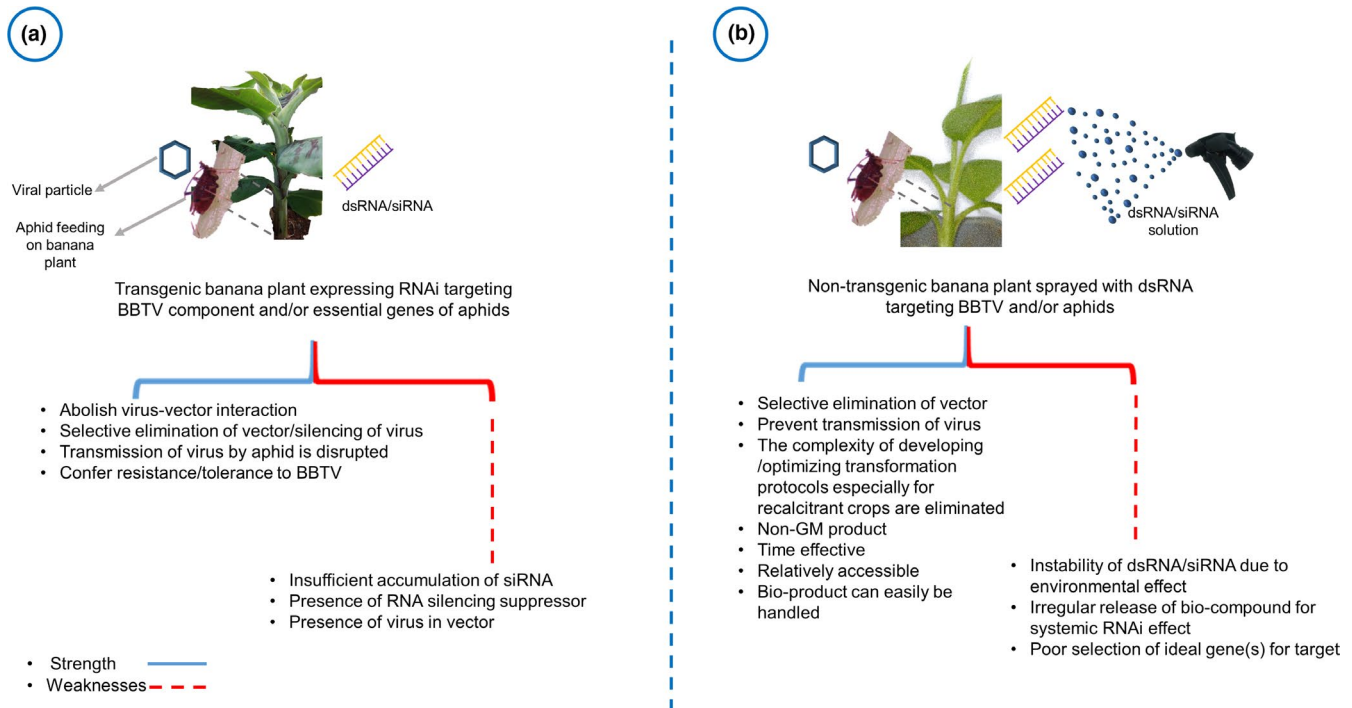 (a)
Viral particle
Aphid feeding
on banana
plant
dsRNA/siRNA
Transgenic banana plant expressing RNAi targeting
BBTV component and/or essential genes of aphids
• Abolish virus-vector interaction
• Selective elimination of vector/silencing of virus
• Transmission of virus by aphid is disrupted
• Confer resistance/tolerance to BBTV
• Insufficient accumulation of siRNA
• Presence of RNA silencing suppressor
• Presence of virus in vector
• Strength
• Weaknesses
(b)
dsRNA/siRNA
solution
Non-transgenic banana plant sprayed with dsRNA
targeting BBTV and/or aphids
• Selective elimination of vector
• Prevent transmission of virus
• The complexity of developing
/optimizing transformation
protocols especially for
recalcitrant crops are eliminated
• Non-GM product
• Time effective
• Relatively accessible
• Bio-product can easily be
handled
• Instability of dsRNA/siRNA due to
environmental effect
• Irregular release of bio-compound for
systemic RNAi effect
• Poor selection of ideal gene(s) for target